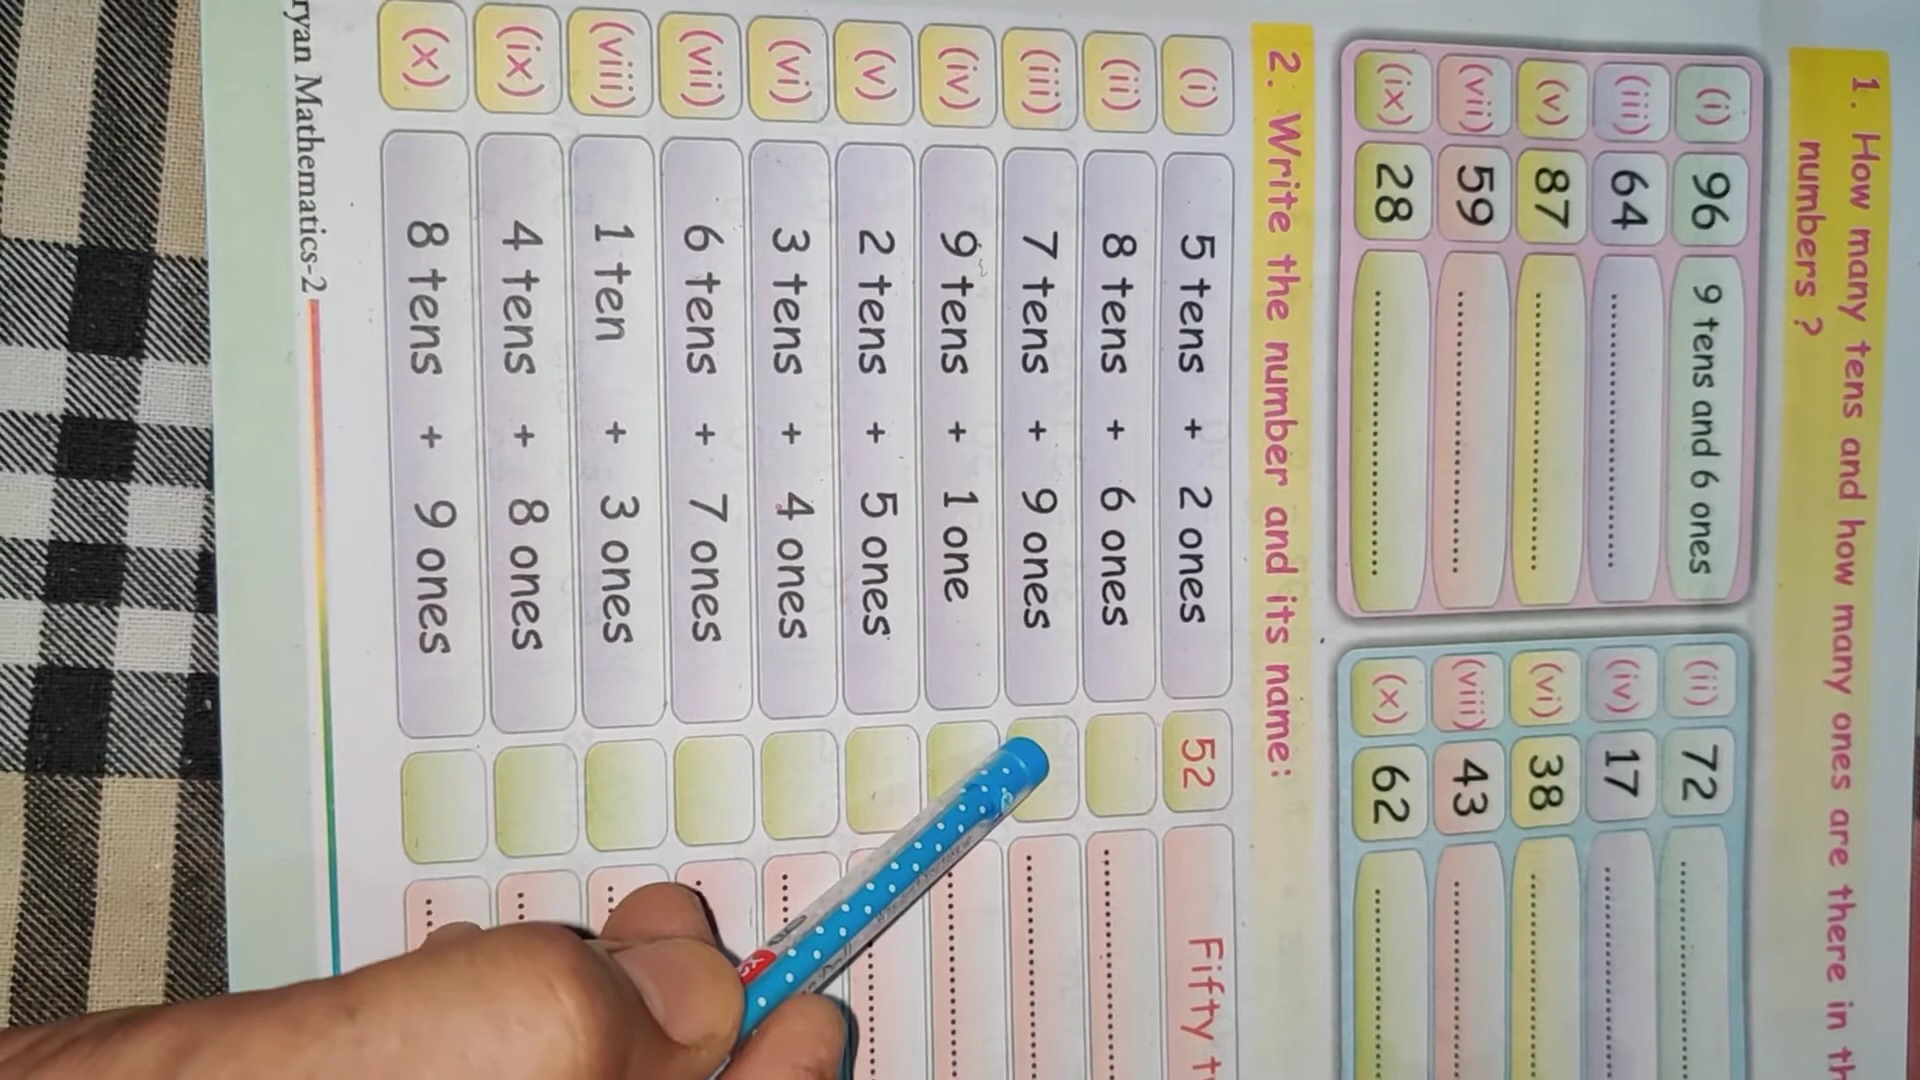 1. How many tens and how many ones are there in
numbers ?
(i) 96 9 tens and 6 ones (ii) 72 ....................
(iii) 64 .................... (iv) 17 ....................
(v) 87 .................... (vi) 38 ....................
(vii) 59 .................... (viii) 43 ....................
(ix) 28 .................... (x) 62 ....................
2. Write the number and its name:
(i) 5 tens + 2 ones 52 Fifty
(ii) 8 tens + 6 ones ....................
(iii) 7 tens + 9 ones ....................
(iv) 9 tens + 1 one ....................
(v) 2 tens + 5 ones ....................
(vi) 3 tens + 4 ones ...
(vii) 6 tens + 7 ones
(viii) 1 ten + 3 ones ...
(ix) 4 tens + 8 ones ...
(x) 8 tens + 9 ones ...
ryan Mathematics-2